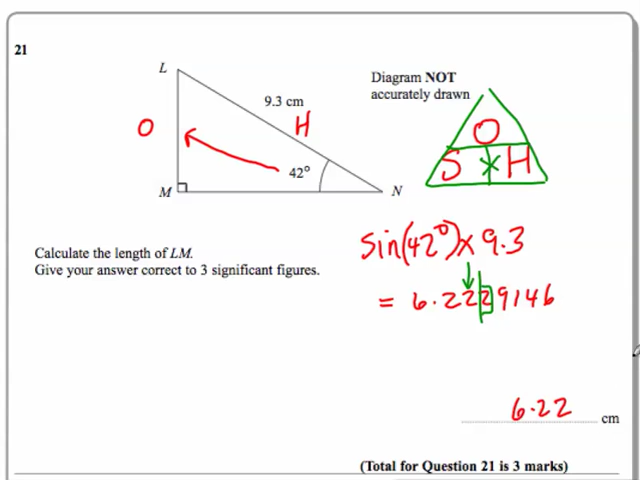 21
L
9.3 cm
H
O
42°
M
N
Diagram NOT
accurately drawn
O
S * H
Calculate the length of LM.
Give your answer correct to 3 significant figures.
sin(42°) x 9.3
= 6.2229146
6.22 cm
(Total for Question 21 is 3 marks)